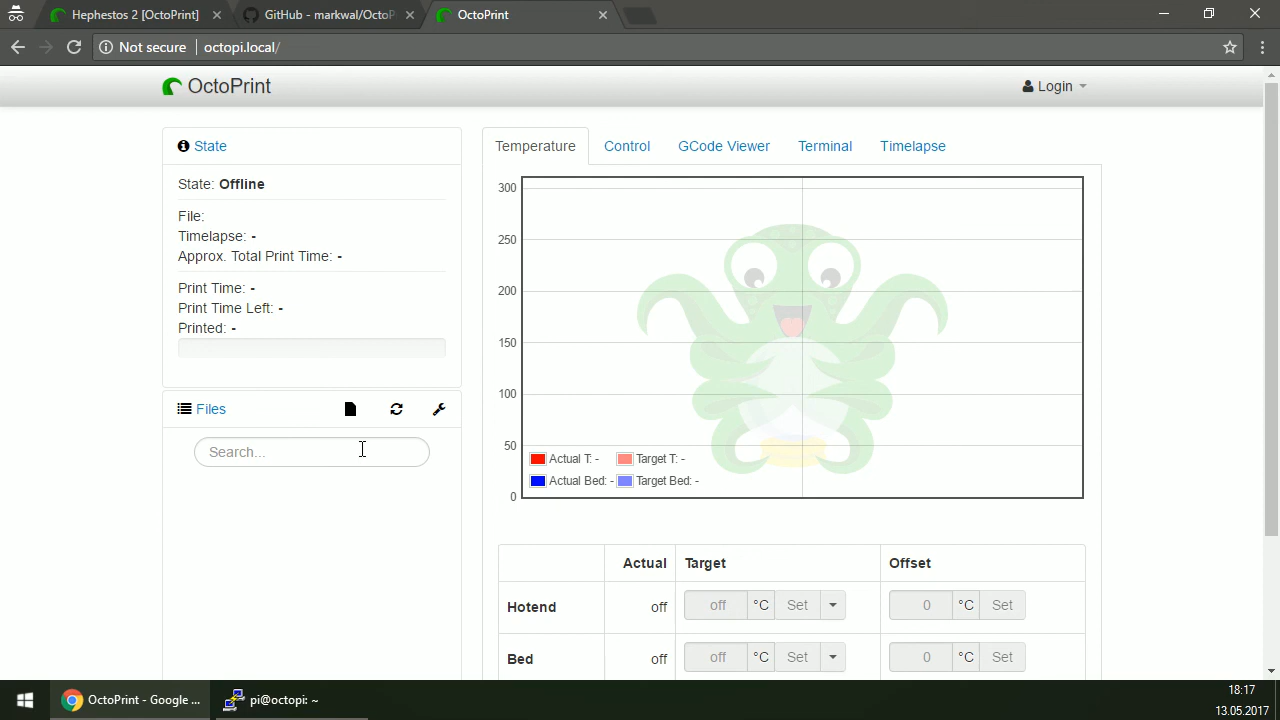 Hephestos 2 [OctoPrint]
GitHub - markwal/OctoP
OctoPrint
Not secure
octopi.local/
OctoPrint
Login
State
State: Offline
File:
Timelapse: -
Approx. Total Print Time: -
Print Time: -
Print Time Left: -
Printed: -
Files
Search...
Temperature
Control
GCode Viewer
Terminal
Timelapse
300
250
200
150
100
50
0
Actual T: -
Target T: -
Actual Bed: -
Target Bed: -
Actual
Target
Offset
Hotend
off
off
°C
Set
0
°C
Set
Bed
off
off
°C
Set
0
°C
Set
OctoPrint - Google ...
pi@octopi: ~
18:17
13.05.2017